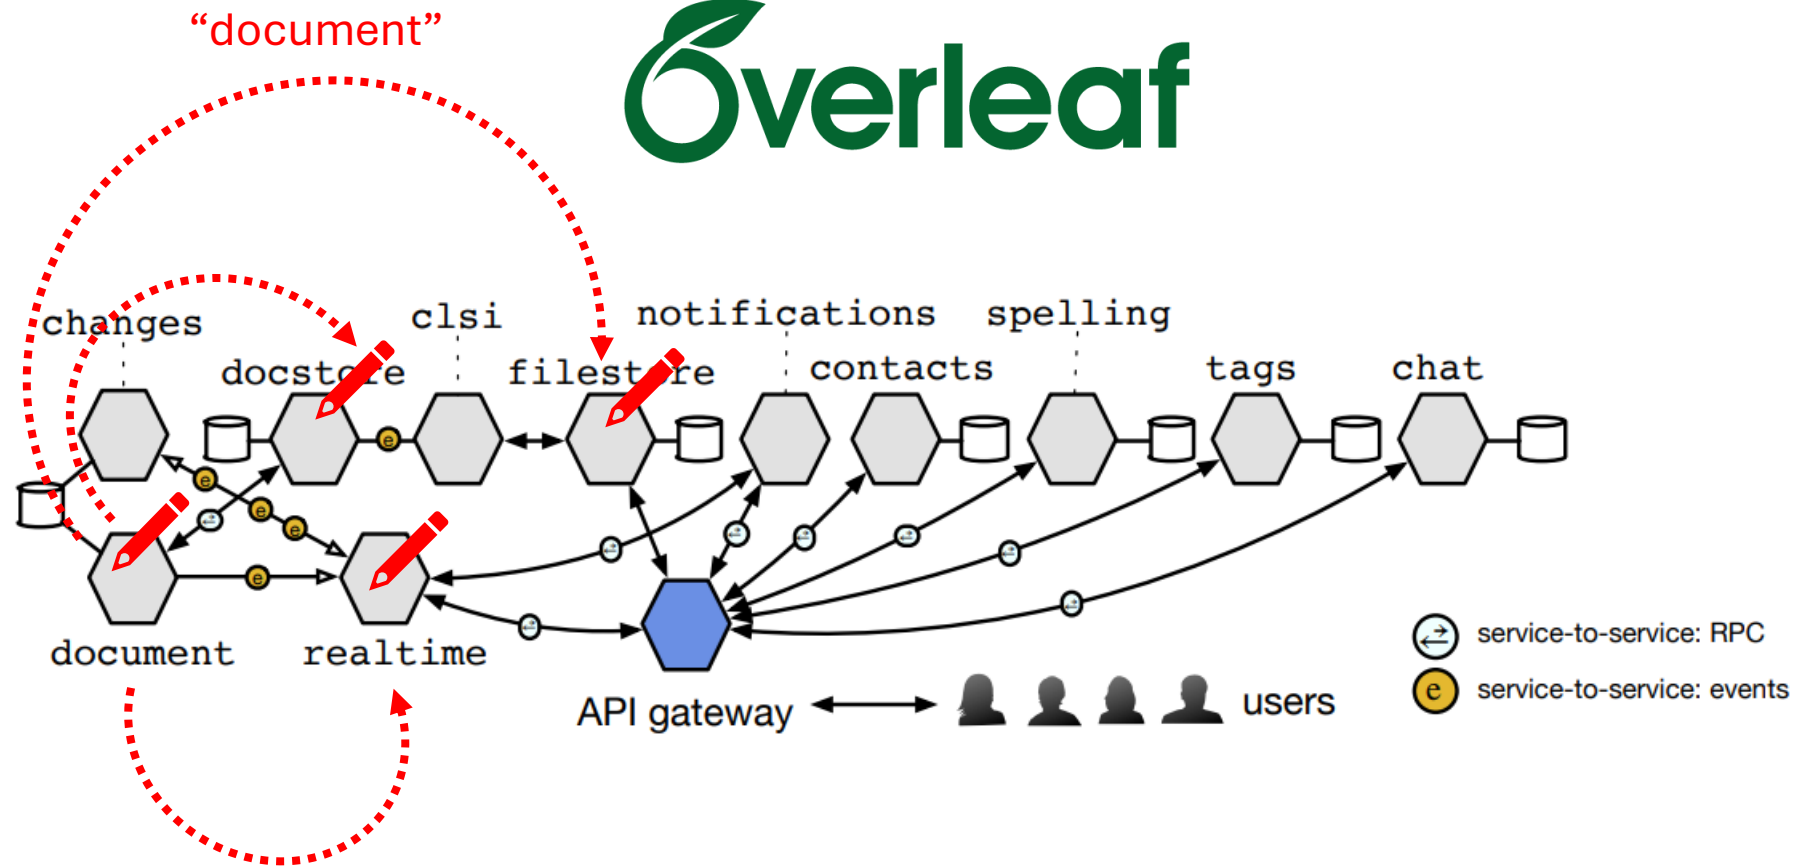 “document”
Overleaf
changes
clsi
notifications
spelling
docstore
filestore
contacts
tags
chat
e
e
e
e
e
document
realtime
API gateway
users
service-to-service: RPC
e service-to-service: events